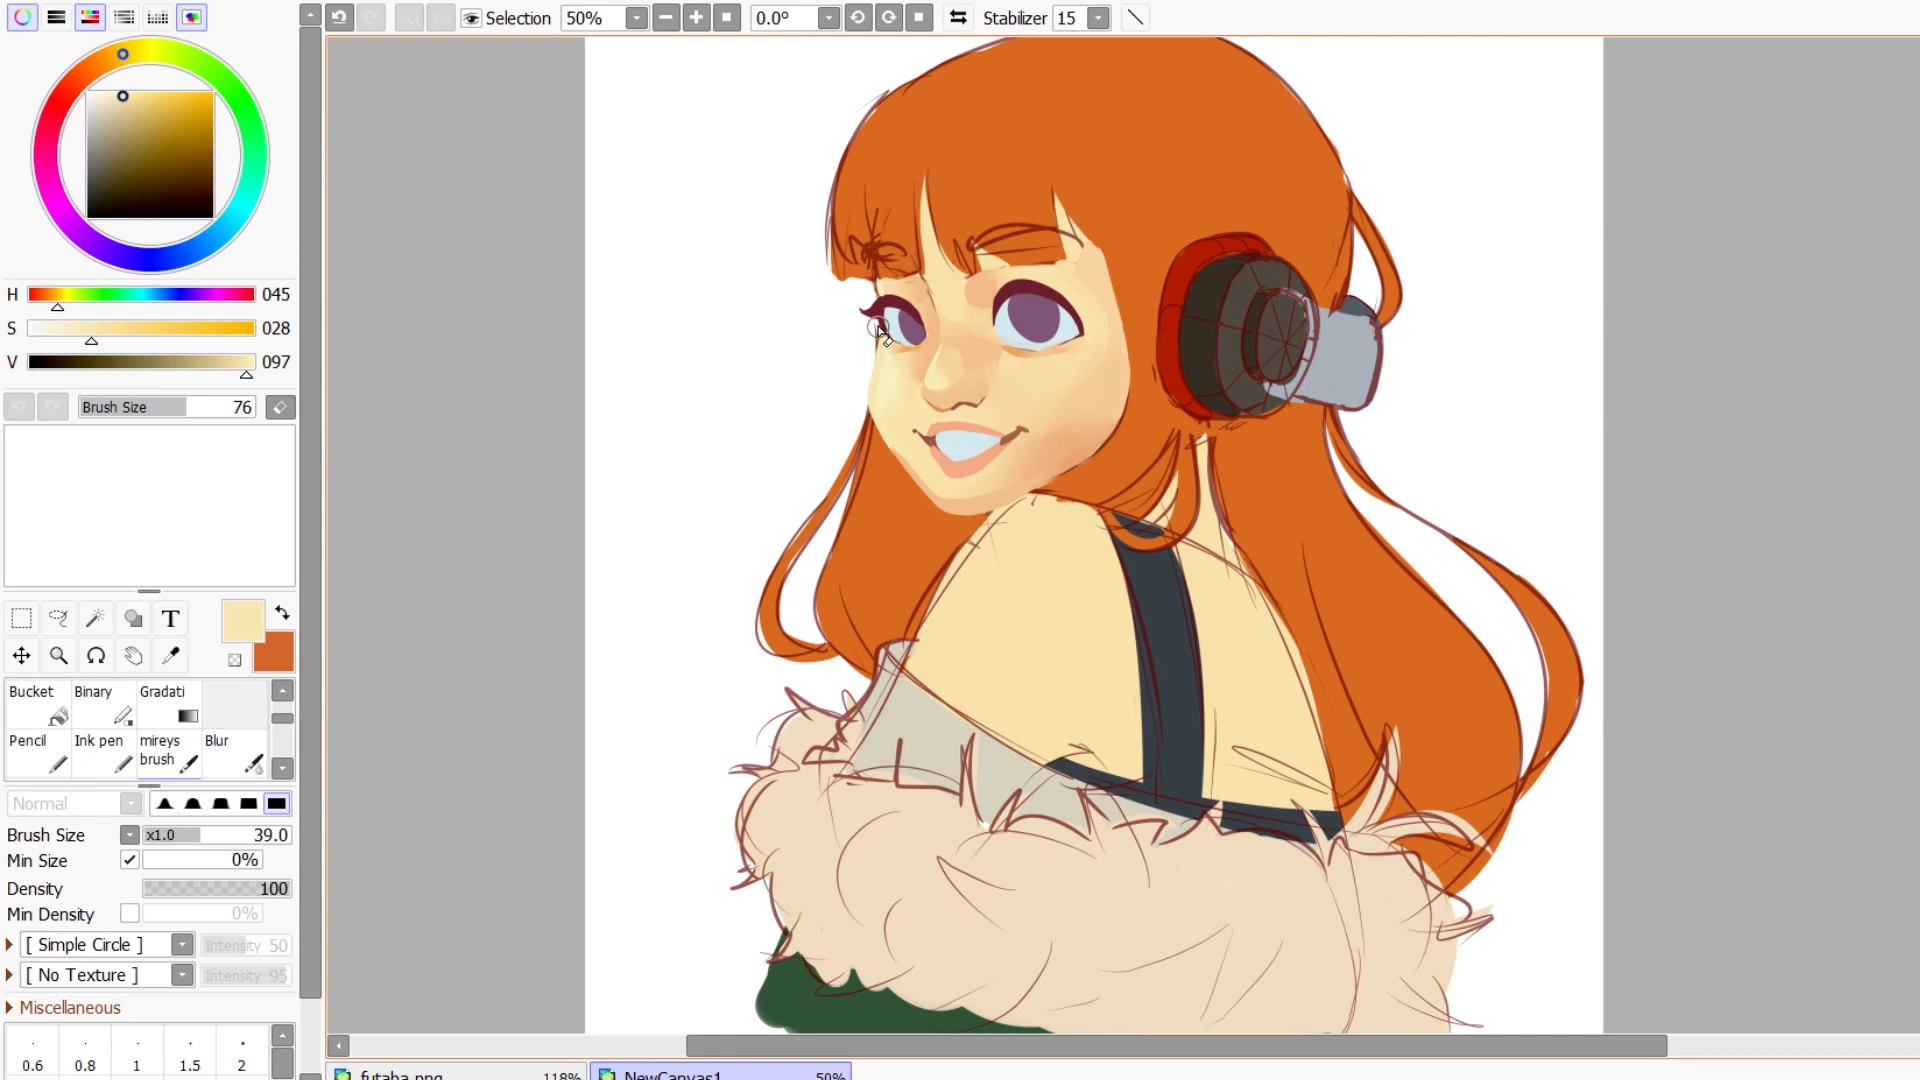 Selection 50% 0.0° Stabilizer 15
H 045
S 028
V 097
Brush Size 76
T
Bucket Binary Gradati
Pencil Ink pen mireys brush Blur
Normal
Brush Size x1.0 39.0
Min Size 0%
Density 100
Min Density 0%
[ Simple Circle ] Intensity 50
[ No Texture ] Intensity 95
Miscellaneous
0.6 0.8 1 1.5 2
futaba.png 118% NewCanvas1 50%